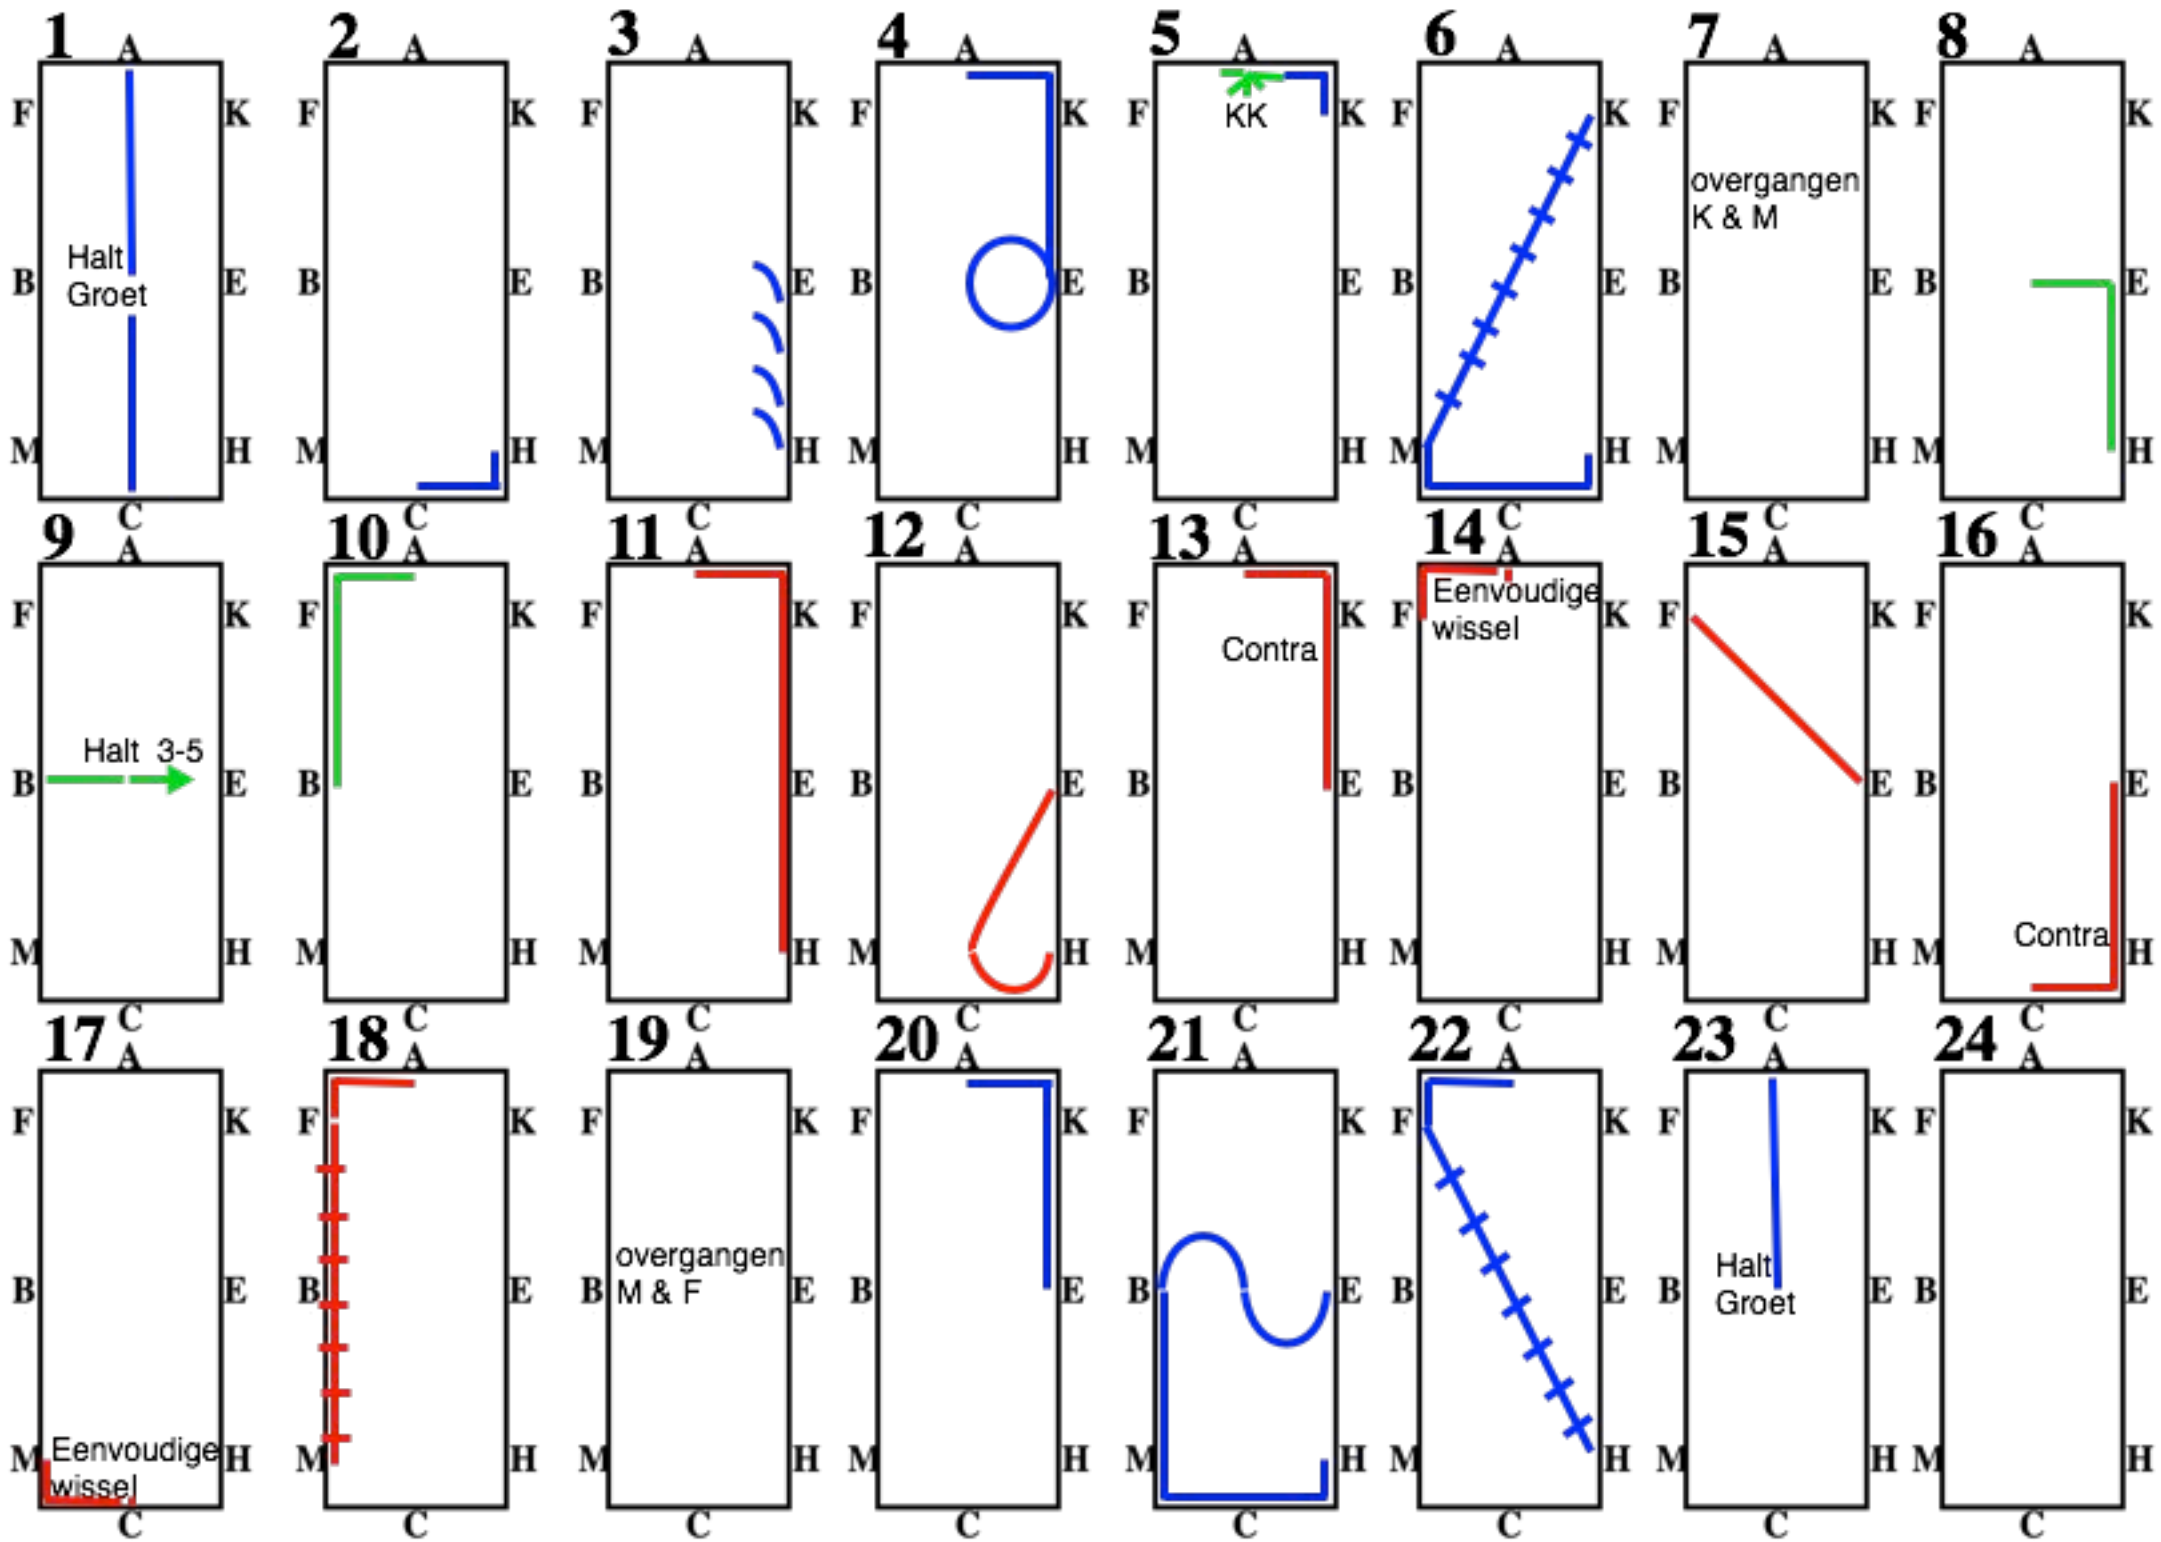 1 2 3 4 5 6 7 8
A A A A A A A A
F K F K F K F K F K F K F K F K
KK
overgangen
K & M
Halt
Groet
B E B E B E B E B E B E B E B E
M H M H M H M H M H M H M H M H
C C C C C C C C
9 10 11 12 13 14 15 16
A A A A A A A A
Eenvoudige
wissel
F K F K F K F K F K F K F K F K
Contra
Halt 3-5
B E B E B E B E B E B E B E B E
Contra
M H M H M H M H M H M H M H M H
C C C C C C C C
17 18 19 20 21 22 23 24
A A A A A A A A
F K F K F K F K F K F K F K F K
overgangen
M & F
Halt
Groet
B E B E B E B E B E B E B E B E
Eenvoudige
wissel
M H M H M H M H M H M H M H M H
C C C C C C C C